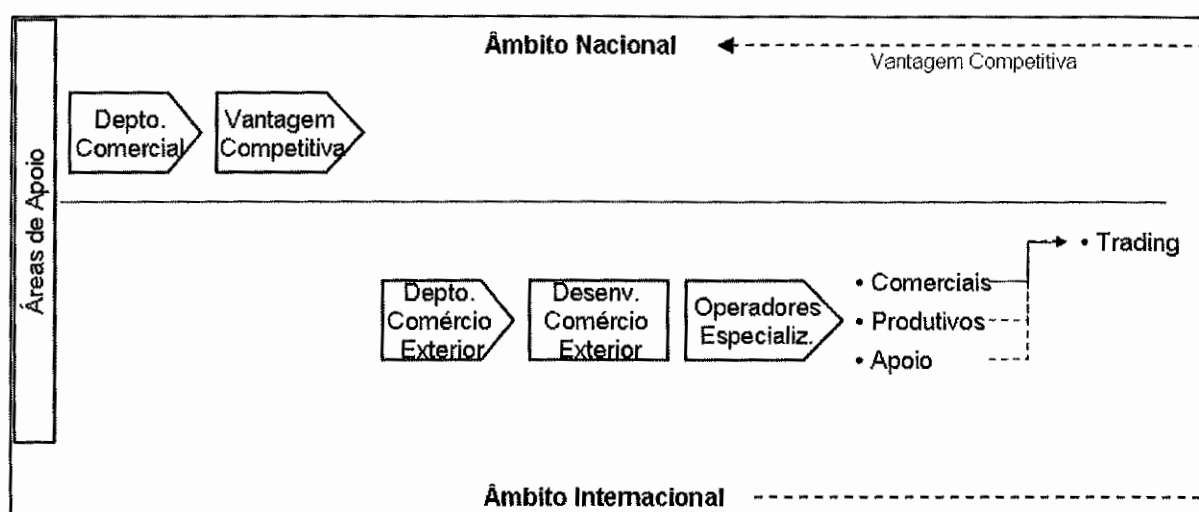 Âmbito Nacional
Vantagem Competitiva
Áreas de Apoio
Depto.
Comercial
Vantagem
Competitiva
• Trading
Depto.
Comércio
Exterior
Desenv.
Comércio
Exterior
Operadores
Especializ.
• Comerciais
• Produtivos
• Apoio
Âmbito Internacional